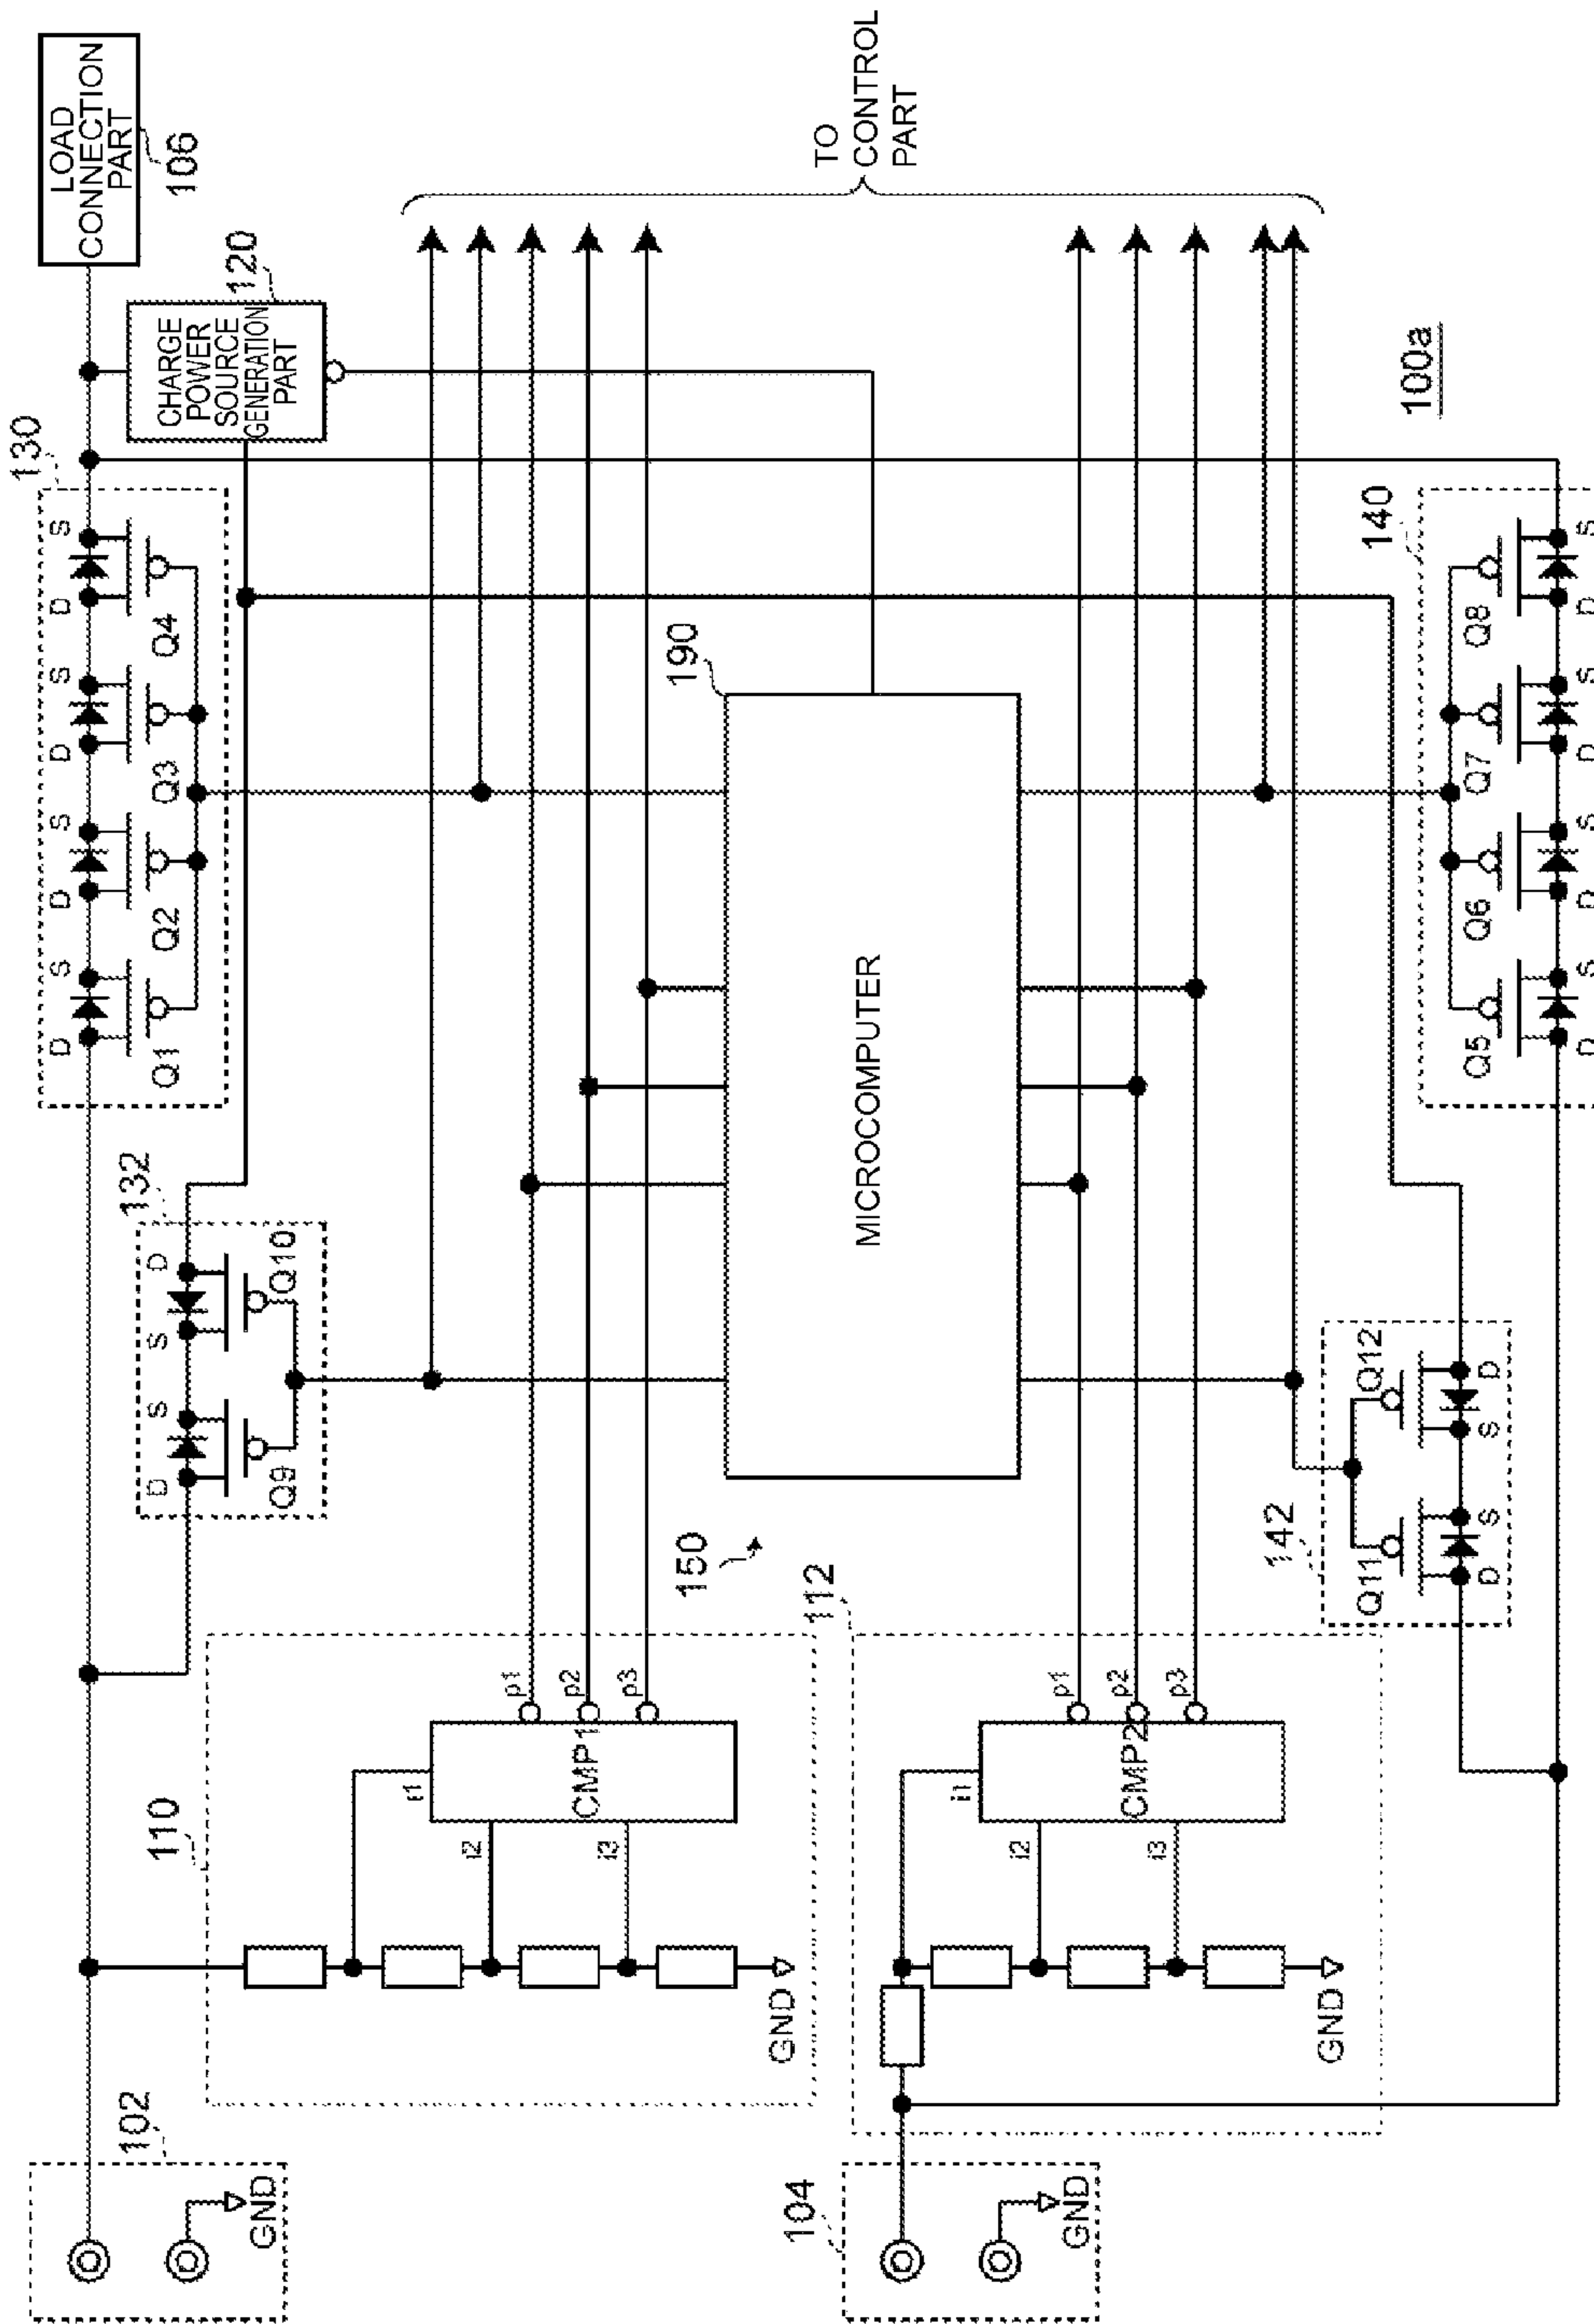 102
GND
104
GND
110
i1
i2
i3
CMP1
p1
p2
p3
GND
112
i1
i2
i3
CMP2
p1
p2
p3
GND
150
132
D
S
S
D
Q9
Q10
142
Q11
Q12
D
S
S
D
130
D
S
D
S
D
S
D
S
Q1
Q2
Q3
Q4
190
MICROCOMPUTER
140
Q5
Q6
Q7
Q8
D
S
D
S
D
S
D
S
CHARGE
POWER
SOURCE
GENERATION
PART
120
LOAD
CONNECTION
PART
106
TO
CONTROL
PART
100a